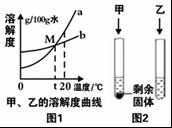 溶解度
g/100g水
a
M
b
t 20 温度/℃
甲、乙的溶解度曲线
图1
甲 乙
剩余
固体
图2